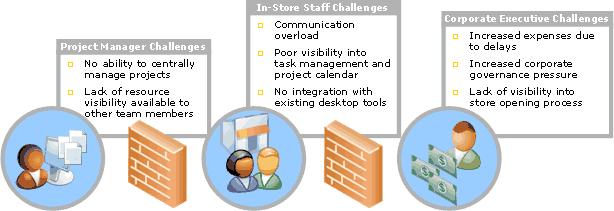 Project Manager Challenges
No ability to centrally
manage projects
Lack of resource
visibility available to
other team members
In-Store Staff Challenges
Communication
overload
Poor visibility into
task management and
project calendar
No integration with
existing desktop tools
Corporate Executive Challenges
Increased expenses due
to delays
Increased corporate
governance pressure
Lack of visibility into
store opening process
$
$
$